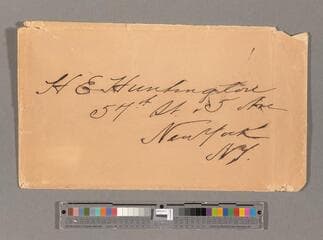 H E Huntington
57th St. 5 Ave
New York
N.Y.